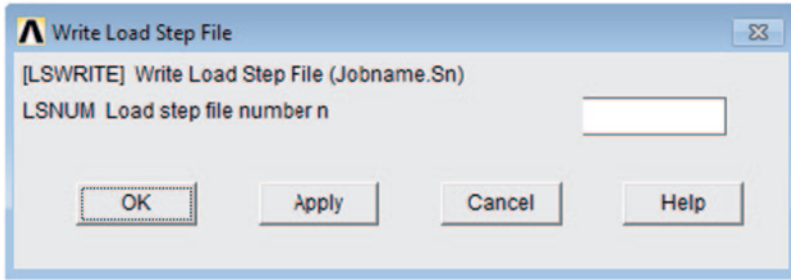 Write Load Step File
[LSWRITE] Write Load Step File (Jobname.Sn)
LSNUM Load step file number n
OK Apply Cancel Help